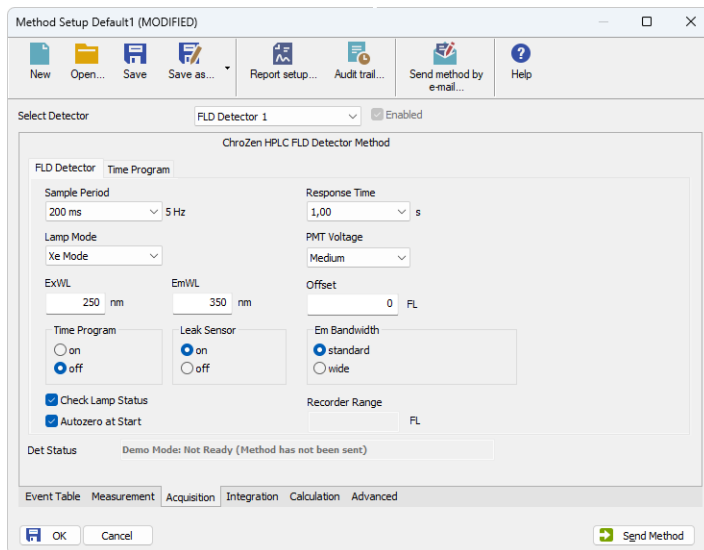 Method Setup Default1 (MODIFIED)
New Open... Save Save as... Report setup... Audit trail... Send method by e-mail... Help
Select Detector FLD Detector 1 Enabled
ChroZen HPLC FLD Detector Method
FLD Detector Time Program
Sample Period Response Time
200 ms 5 Hz 1,00 s
Lamp Mode PMT Voltage
Xe Mode Medium
ExWL EmWL Offset
250 nm 350 nm 0 FL
Time Program Leak Sensor Em Bandwidth
on on standard
off off wide
Check Lamp Status Recorder Range
Autozero at Start FL
Det Status Demo Mode: Not Ready (Method has not been sent)
Event Table Measurement Acquisition Integration Calculation Advanced
OK Cancel Send Method